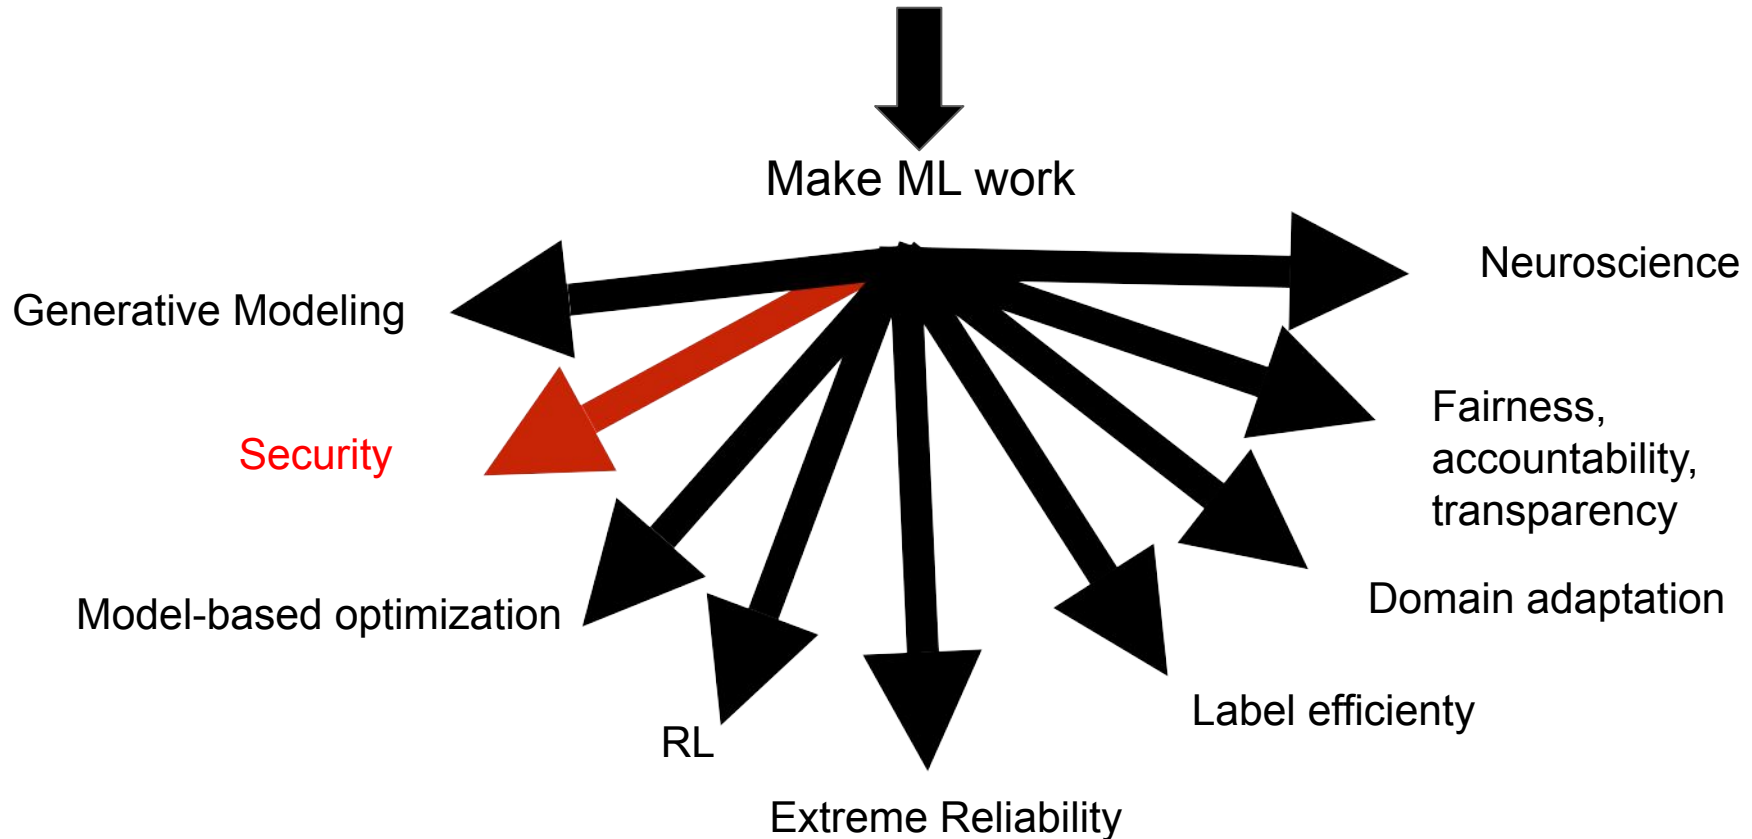 Make ML work
Neuroscience
Generative Modeling
Fairness,
accountability,
transparency
Security
Domain adaptation
Model-based optimization
Label efficienty
RL
Extreme Reliability